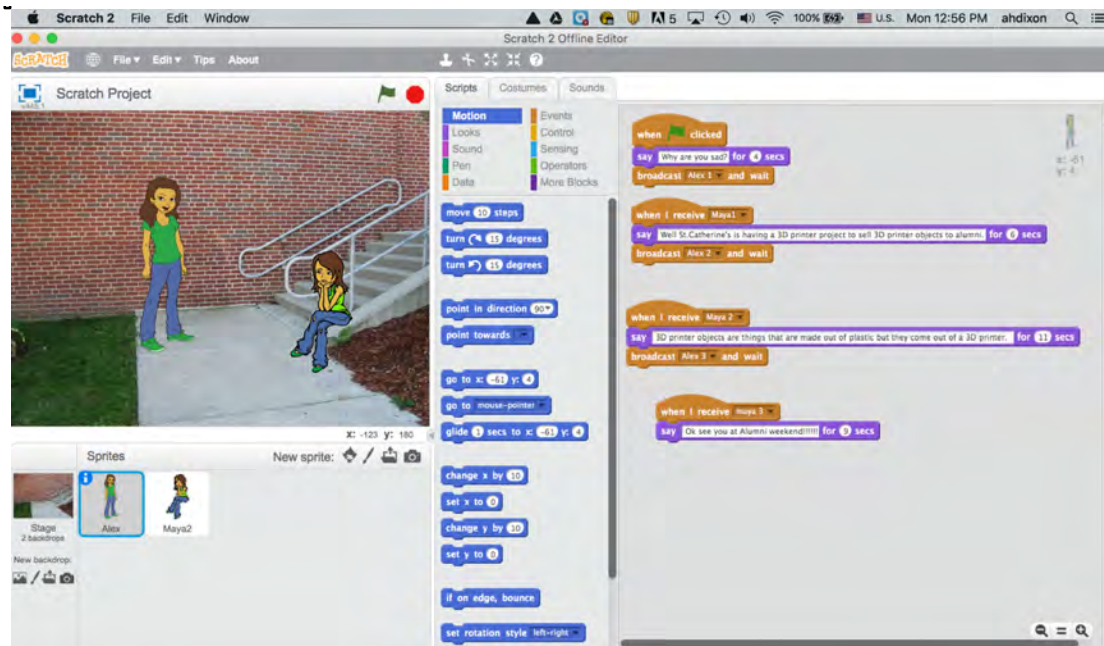 Scratch 2 File Edit Window 5 100% U.S. Mon 12:56 PM ahdixon
Scratch 2 Offline Editor
SCRATCH File Edit Tips About
Scratch Project
Scripts Costumes Sounds
Motion Events
Looks Control
Sound Sensing
Pen Operators
Data More Blocks
move 10 steps
turn 15 degrees
turn 15 degrees
point in direction 90
point towards
go to x: -61 y: 4
go to mouse-pointer
glide 1 secs to x: -61 y: 4
change x by 10
set x to 0
change y by 10
set y to 0
if on edge, bounce
set rotation style left-right
when clicked
say Why are you sad? for 4 secs
broadcast Alex 1 and wait
when I receive Maya1
say Well St.Catherine's is having a 3D printer project to sell 3D printer objects to alumni. for 6 secs
broadcast Alex 2 and wait
when I receive Maya 2
say 3D printer objects are things that are made out of plastic but they come out of a 3D printer. for 11 secs
broadcast Alex 3 and wait
when I receive maya 3
say Ok see you at Alumni weekend!!!!!! for 3 secs
x: -61
y: 4
X: -123 y: 180
Sprites New sprite:
Stage
2 backdrops
New backdrop:
Alex
Maya2